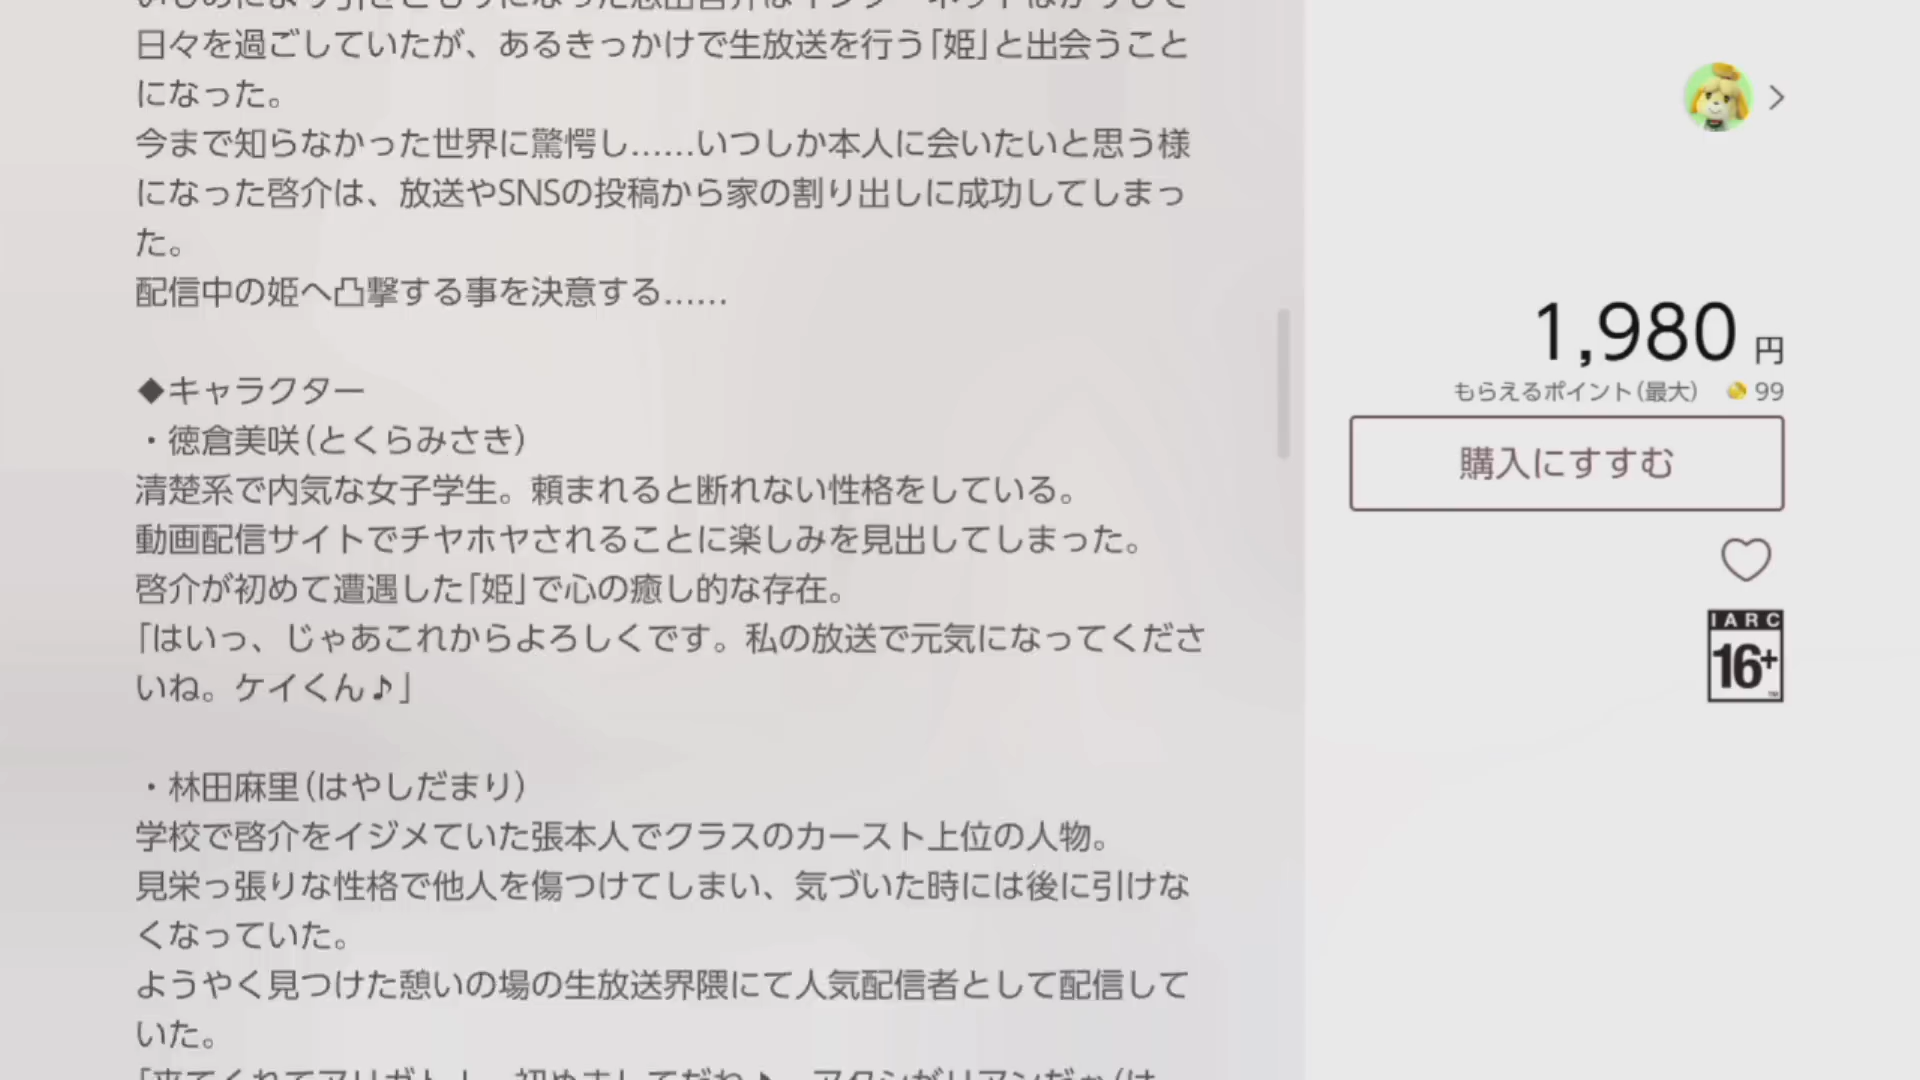 日々を過ごしていたが、あるきっかけで生放送を行う「姫」と出会うこと
になった。
今まで知らなかった世界に驚愕し……いつしか本人に会いたいと思う様
になった啓介は、放送やSNSの投稿から家の割り出しに成功してしまっ
た。
配信中の姫へ凸撃する事を決意する……
◆キャラクター
・徳倉美咲(とくらみさき)
清楚系で内気な女子学生。頼まれると断れない性格をしている。
動画配信サイトでチヤホヤされることに楽しみを見出してしまった。
啓介が初めて遭遇した「姫」で心の癒し的な存在。
「はいっ、じゃあこれからよろしくです。私の放送で元気になってくださ
いね。ケイくん♪」
・林田麻里(はやしだまり)
学校で啓介をイジメていた張本人でクラスのカースト上位の人物。
見栄っ張りな性格で他人を傷つけてしまい、気づいた時には後に引けな
くなっていた。
ようやく見つけた憩いの場の生放送界隈にて人気配信者として配信して
いた。
1,980 円
もらえるポイント(最大) 99
購入にすすむ
IARC
16+